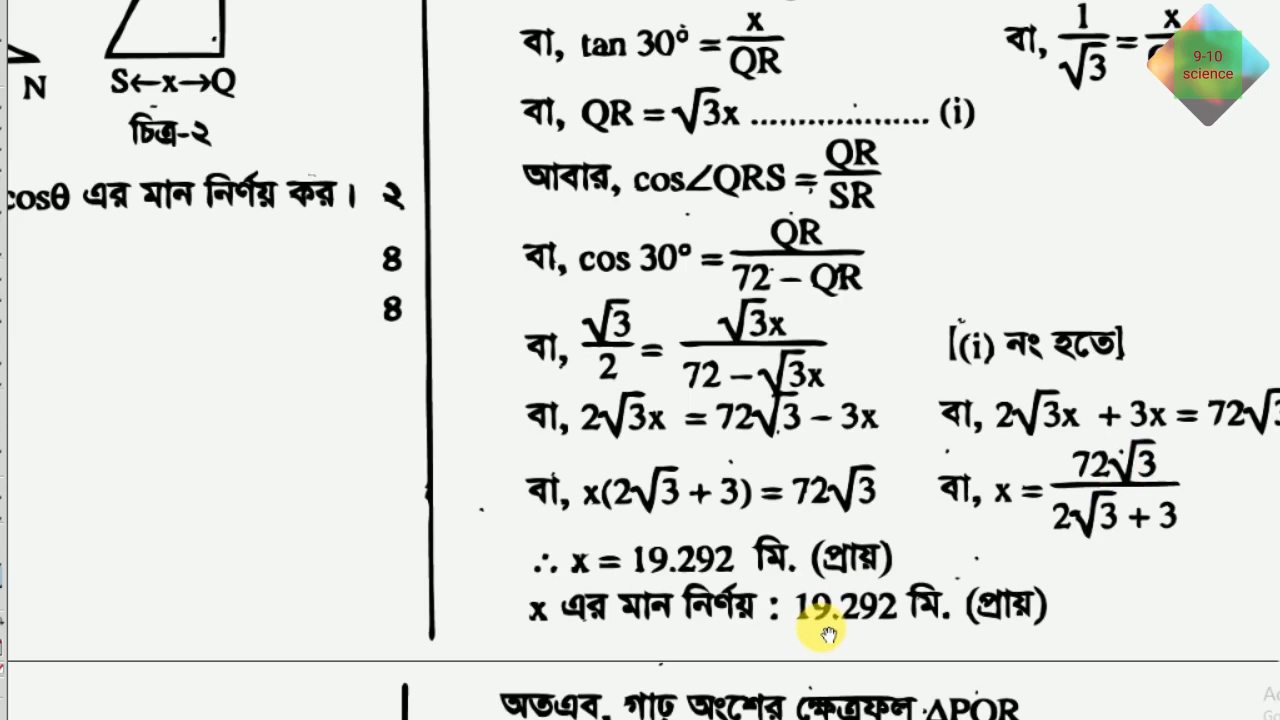 N
S←x→Q
চিত্র-২
cosθ এর মান নির্ণয় কর। ২
8
8
বা, tan 30° = x/QR
বা, 1/√3 = x
বা, QR = √3x .................. (i)
আবার, cos∠QRS = QR/SR
বা, cos 30° = QR/(72 – QR)
বা, √3/2 = √3x/(72 – √3x) [(i) নং হতে]
বা, 2√3x = 72√3 – 3x
বা, 2√3x + 3x = 72√3
বা, x(2√3 + 3) = 72√3
বা, x = 72√3/(2√3 + 3)
∴ x = 19.292 মি. (প্রায়)
x এর মান নির্ণয় : 19.292 মি. (প্রায়)
অতএব, গাঢ় অংশের ক্ষেত্রফল ΔPQR
9-10
science